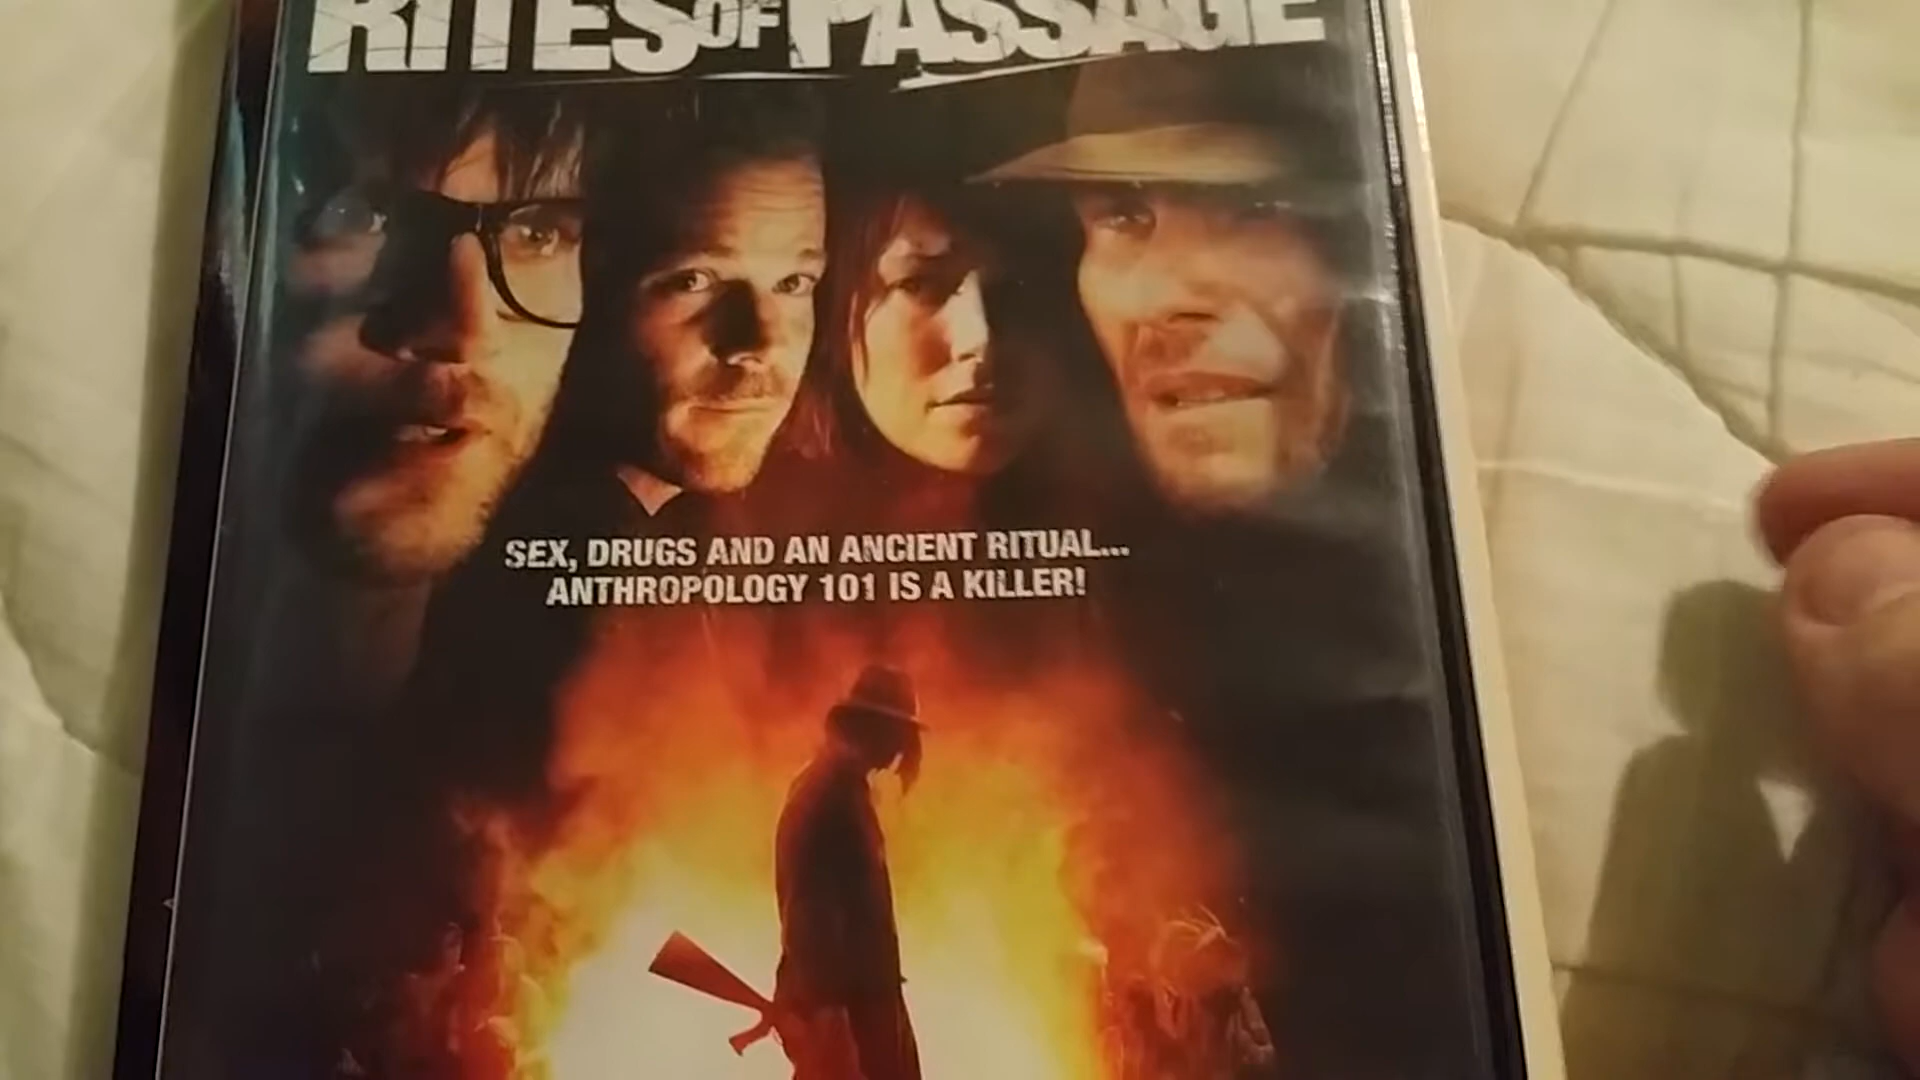 RITES OF PASSAGE
SEX, DRUGS AND AN ANCIENT RITUAL...
ANTHROPOLOGY 101 IS A KILLER!